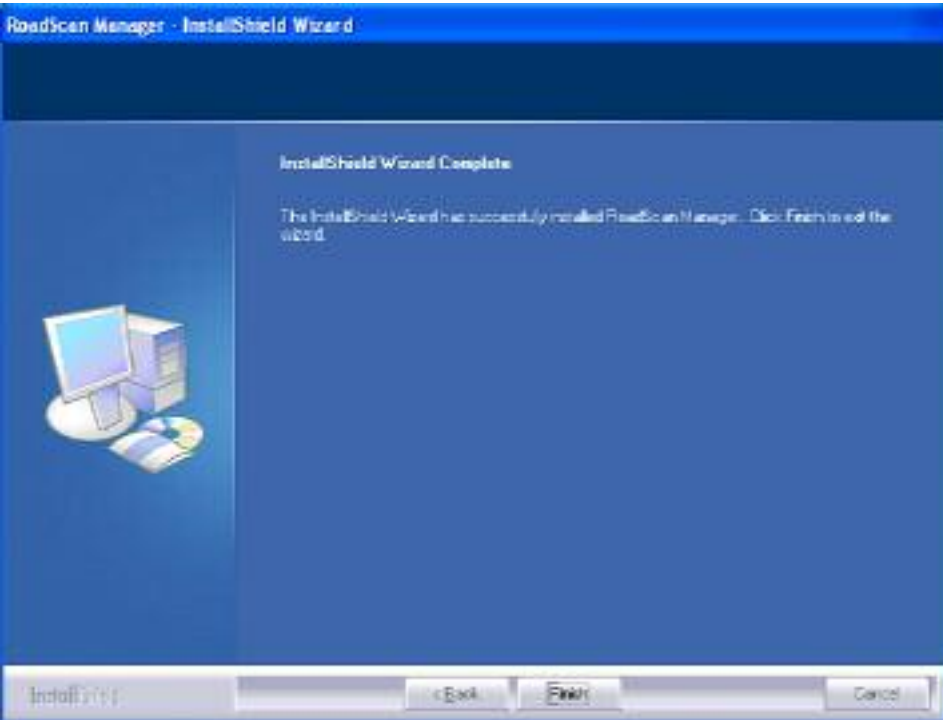 RoadScan Manager - InstallShield Wizard
InstallShield Wizard Complete
The InstallShield Wizard has successfully installed RoadScan Manager. Click Finish to exit the
wizard.
InstallShield
< Back
Finish
Cancel